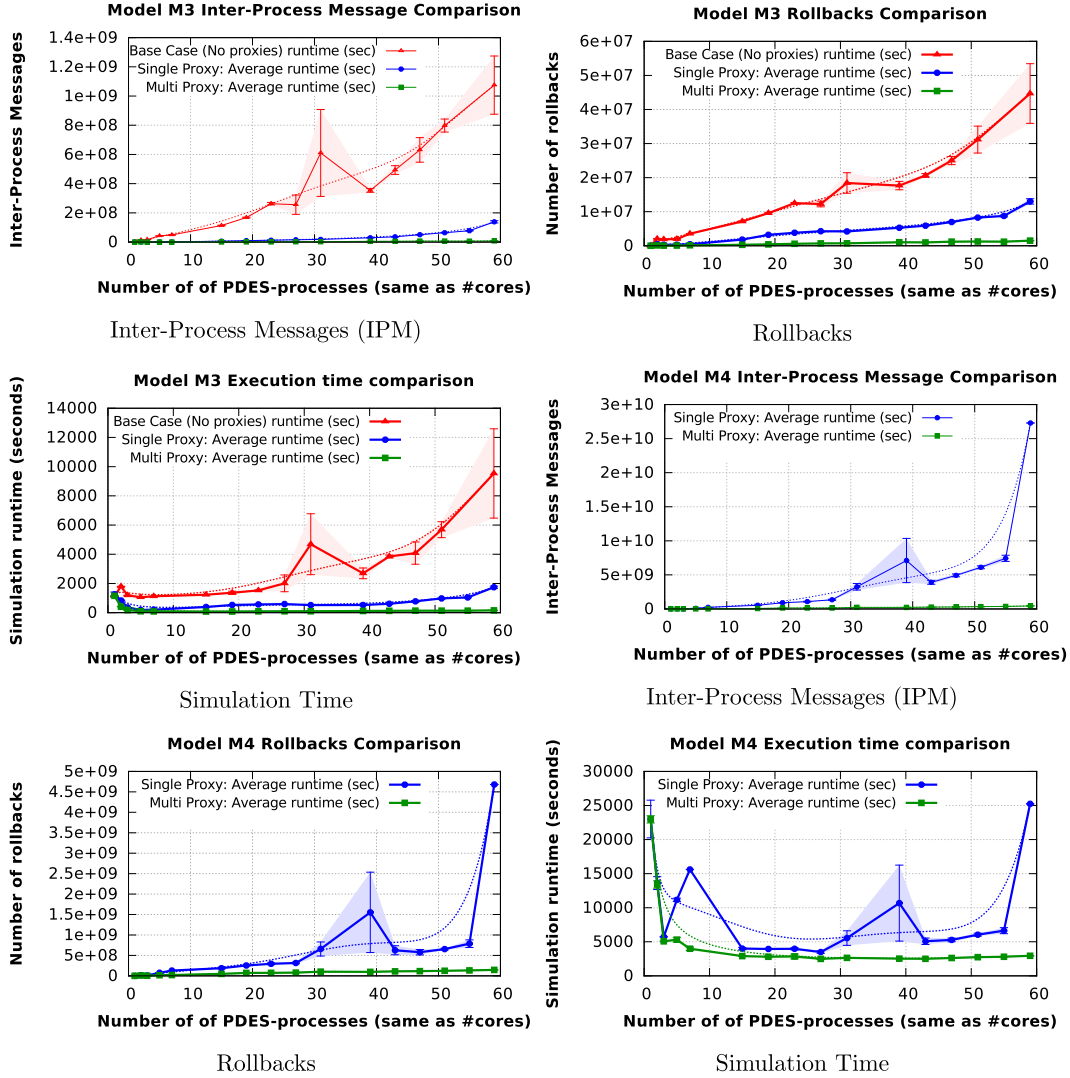 Model M3 Inter-Process Message Comparison
Inter-Process Messages
1.4e+09
1.2e+09
1e+09
8e+08
6e+08
4e+08
2e+08
0
Base Case (No proxies) runtime (sec)
Single Proxy: Average runtime (sec)
Multi Proxy: Average runtime (sec)
0 10 20 30 40 50 60
Number of of PDES-processes (same as #cores)
Inter-Process Messages (IPM)
Model M3 Rollbacks Comparison
Number of rollbacks
6e+07
5e+07
4e+07
3e+07
2e+07
1e+07
0
Base Case (No proxies) runtime (sec)
Single Proxy: Average runtime (sec)
Multi Proxy: Average runtime (sec)
0 10 20 30 40 50 60
Number of of PDES-processes (same as #cores)
Rollbacks
Model M3 Execution time comparison
Simulation runtime (seconds)
14000
12000
10000
8000
6000
4000
2000
0
Base Case (No proxies) runtime (sec)
Single Proxy: Average runtime (sec)
Multi Proxy: Average runtime (sec)
0 10 20 30 40 50 60
Number of of PDES-processes (same as #cores)
Simulation Time
Model M4 Inter-Process Message Comparison
Inter-Process Messages
3e+10
2.5e+10
2e+10
1.5e+10
1e+10
5e+09
0
Single Proxy: Average runtime (sec)
Multi Proxy: Average runtime (sec)
0 10 20 30 40 50 60
Number of of PDES-processes (same as #cores)
Inter-Process Messages (IPM)
Model M4 Rollbacks Comparison
Number of rollbacks
5e+09
4.5e+09
4e+09
3.5e+09
3e+09
2.5e+09
2e+09
1.5e+09
1e+09
5e+08
0
Single Proxy: Average runtime (sec)
Multi Proxy: Average runtime (sec)
0 10 20 30 40 50 60
Number of of PDES-processes (same as #cores)
Rollbacks
Model M4 Execution time comparison
Simulation runtime (seconds)
30000
25000
20000
15000
10000
5000
0
Single Proxy: Average runtime (sec)
Multi Proxy: Average runtime (sec)
0 10 20 30 40 50 60
Number of of PDES-processes (same as #cores)
Simulation Time